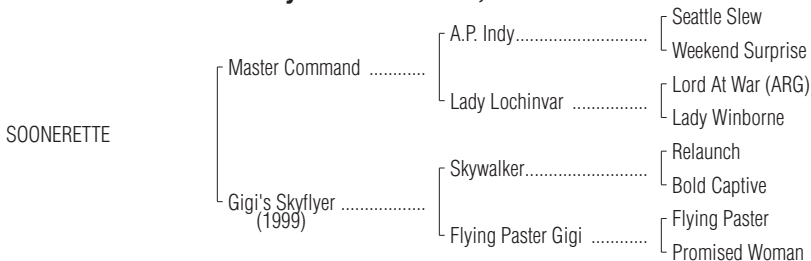 SOONERETTE
Master Command ............
Gigi's Skyflyer ..................
(1999)
A.P. Indy............................
Lady Lochinvar ................
Skywalker..........................
Flying Paster Gigi ............
Seattle Slew
Weekend Surprise
Lord At War (ARG)
Lady Winborne
Relaunch
Bold Captive
Flying Paster
Promised Woman